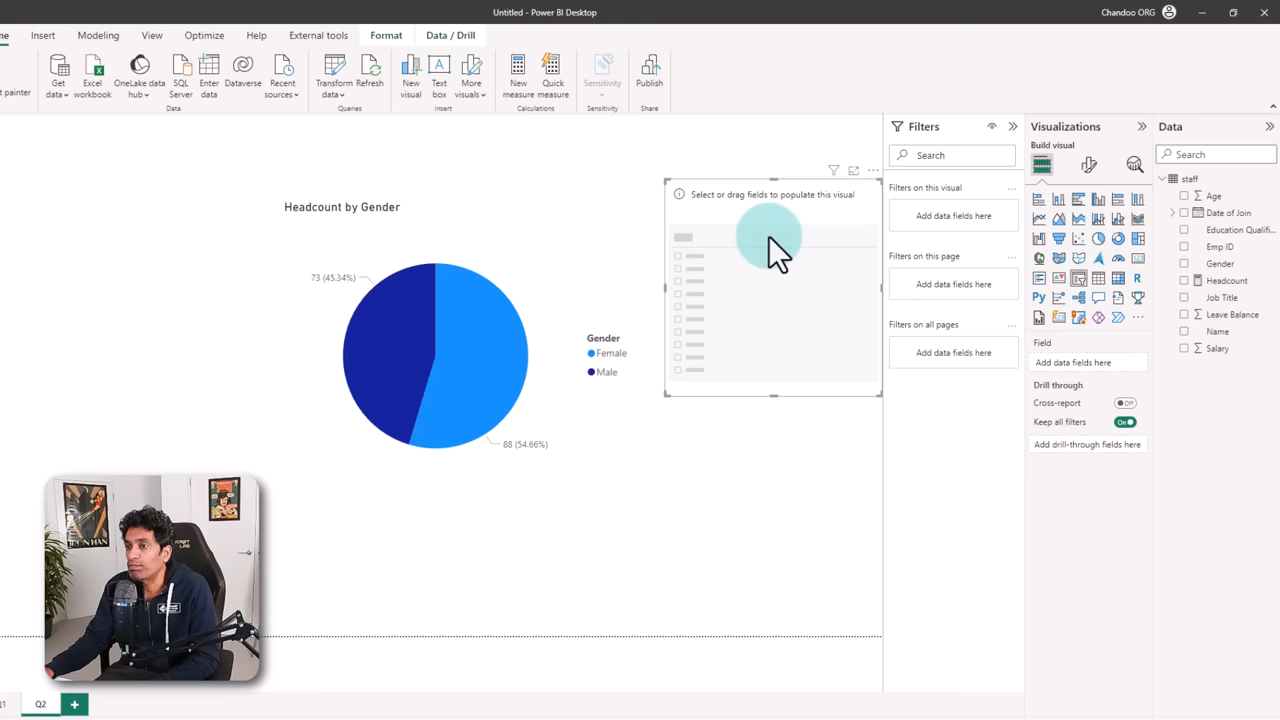 Untitled - Power BI Desktop
Chandoo ORG
me Insert Modeling View Optimize Help External tools Format Data / Drill
at painter
Get data
Excel workbook
OneLake data hub
SQL Server
Enter data
Dataverse
Recent sources
Transform data
Refresh
New visual
Text box
More visuals
New measure
Quick measure
Sensitivity
Publish
Data
Queries
Insert
Calculations
Sensitivity
Share
Headcount by Gender
73 (45.34%)
88 (54.66%)
Gender
Female
Male
Select or drag fields to populate this visual
Filters
Search
Filters on this visual
...
Add data fields here
Filters on this page
...
Add data fields here
Filters on all pages
...
Add data fields here
Visualizations
Build visual
Py
R
Field
Add data fields here
Drill through
Cross-report
Off
Keep all filters
On
Add drill-through fields here
Data
Search
staff
Age
Date of Join
Education Qualifi...
Emp ID
Gender
Headcount
Job Title
Leave Balance
Name
Salary
Q1
Q2